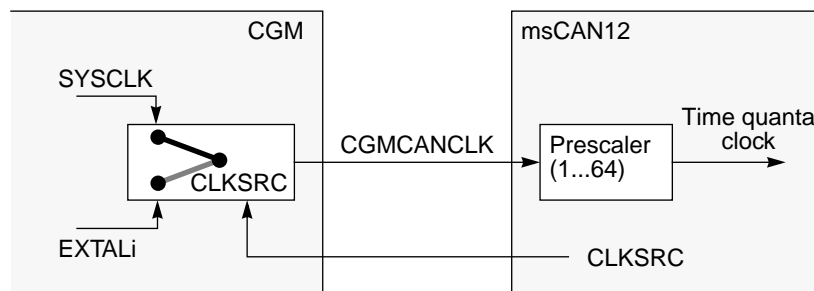 CGM
msCAN12
SYSCLK
CGMCANCLK
Prescaler
(1...64)
Time quanta
clock
CLKSRC
EXTALi
CLKSRC